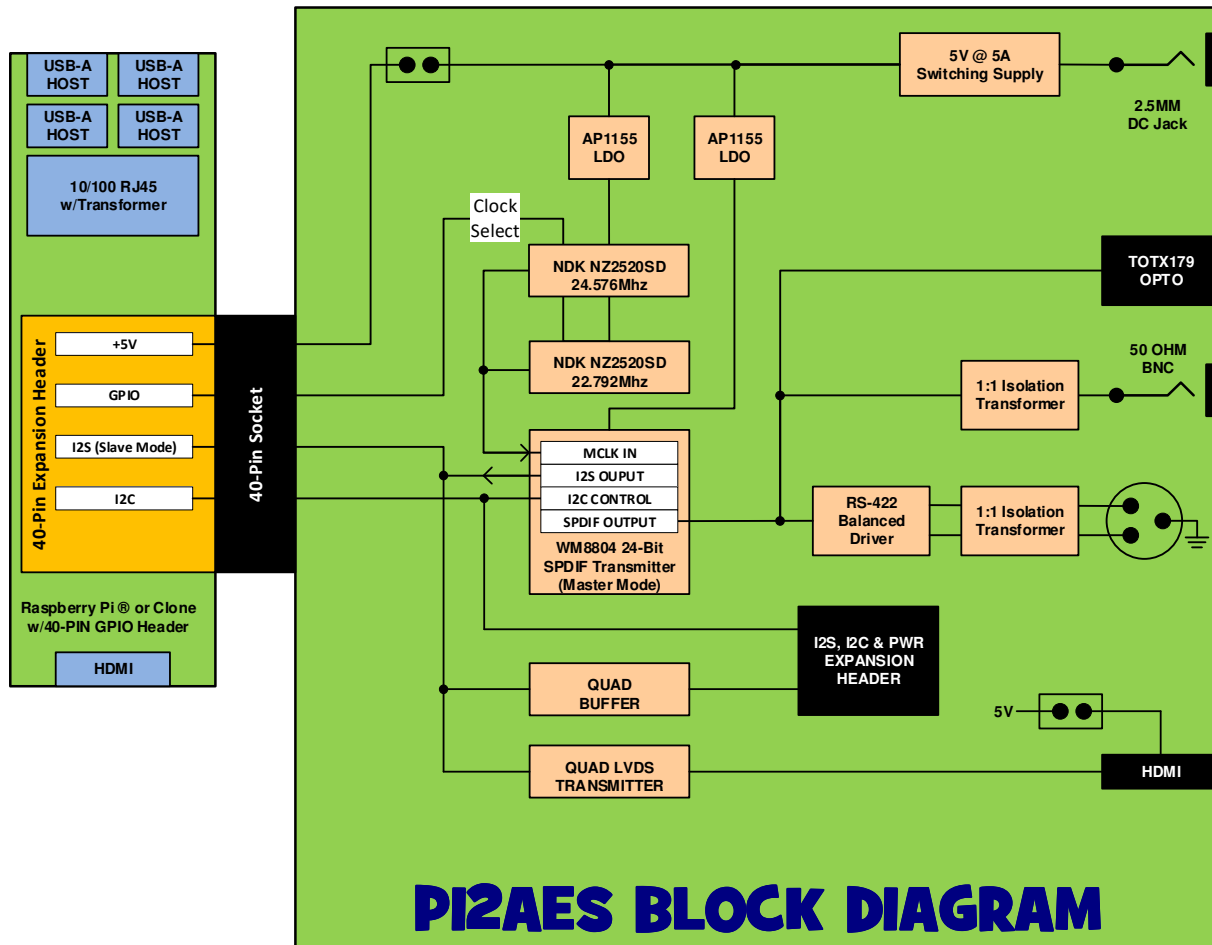 USB-A
HOST
USB-A
HOST
USB-A
HOST
USB-A
HOST
10/100 RJ45
w/Transformer
40-Pin Expansion Header
+5V
GPIO
I2S (Slave Mode)
I2C
40-Pin Socket
Raspberry Pi ® or Clone
w/40-PIN GPIO Header
HDMI
5V @ 5A
Switching Supply
2.5MM
DC Jack
AP1155
LDO
AP1155
LDO
Clock
Select
NDK NZ2520SD
24.576Mhz
NDK NZ2520SD
22.792Mhz
TOTX179
OPTO
50 OHM
BNC
1:1 Isolation
Transformer
MCLK IN
I2S OUPUT
I2C CONTROL
SPDIF OUTPUT
WM8804 24-Bit
SPDIF Transmitter
(Master Mode)
RS-422
Balanced
Driver
1:1 Isolation
Transformer
I2S, I2C & PWR
EXPANSION
HEADER
QUAD
BUFFER
5V
QUAD LVDS
TRANSMITTER
HDMI
PI2AES BLOCK DIAGRAM